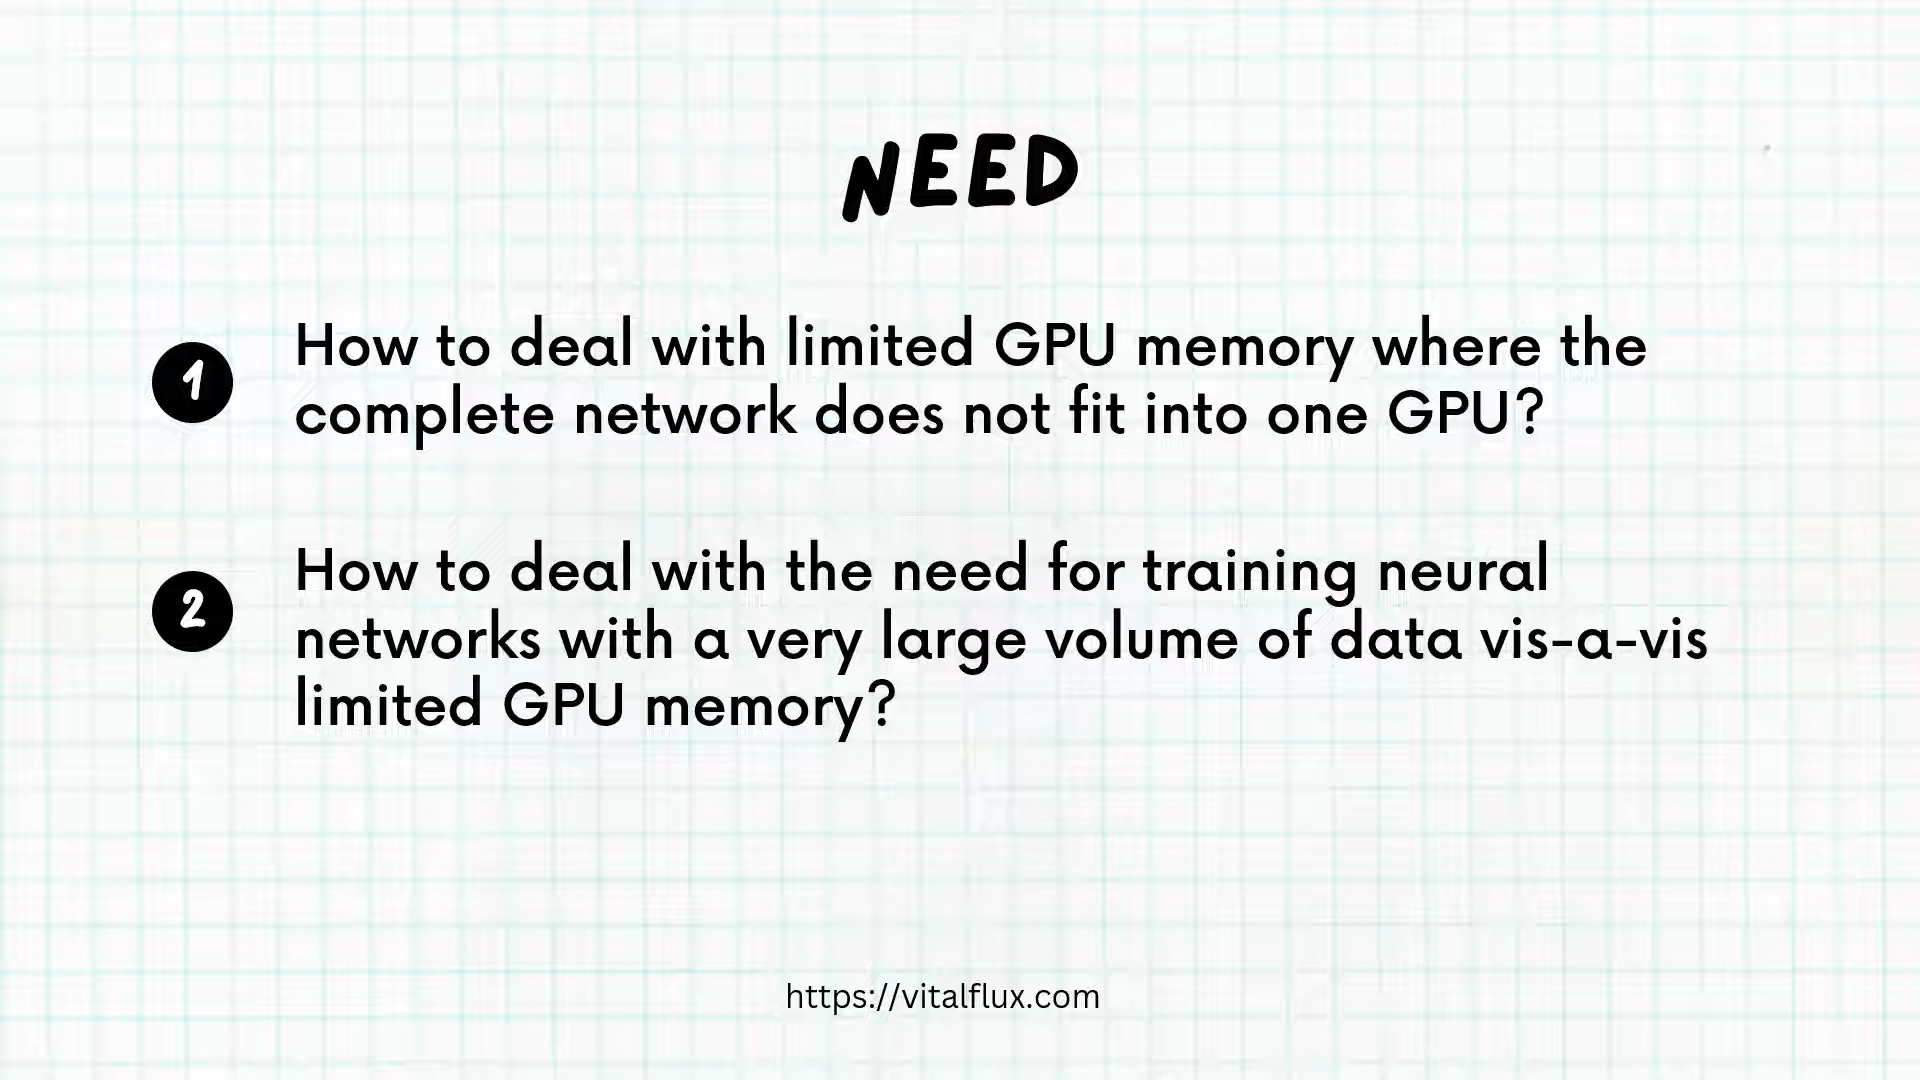 NEED
1
How to deal with limited GPU memory where the
complete network does not fit into one GPU?
2
How to deal with the need for training neural
networks with a very large volume of data vis-a-vis
limited GPU memory?
https://vitalflux.com